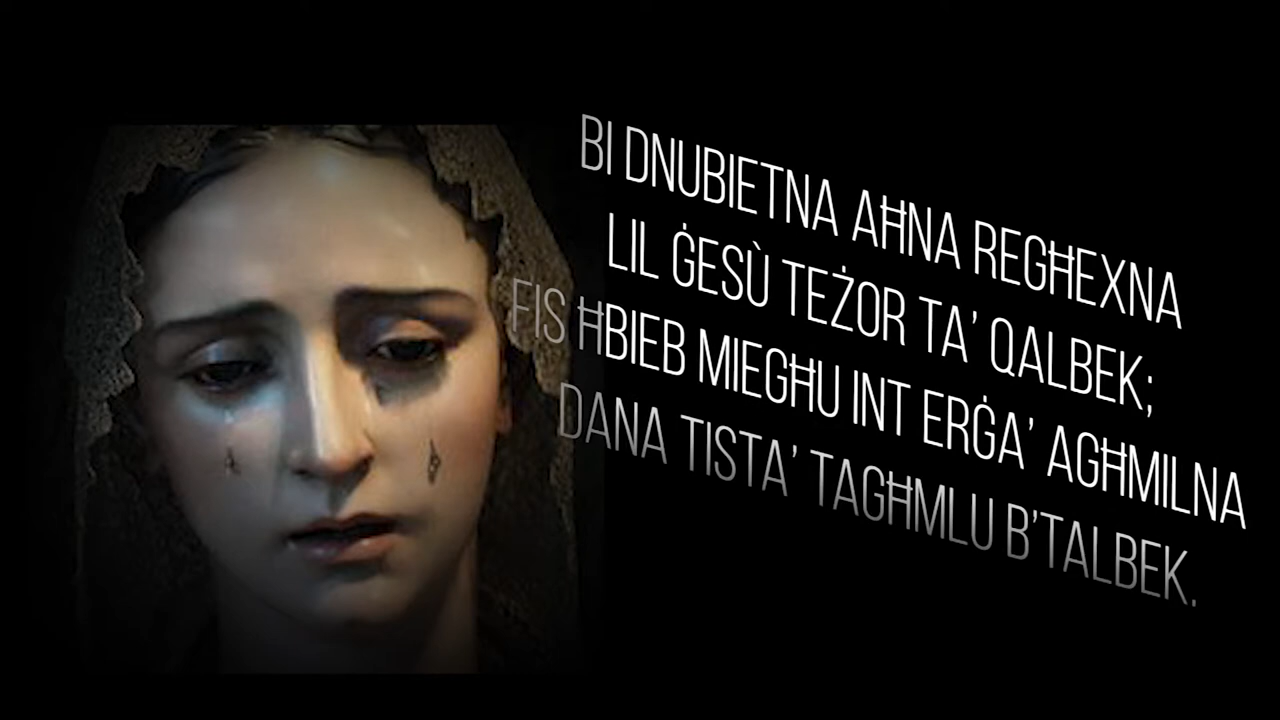 BI DNUBIETNA AĦNA REGĦEXNA
LIL ĠESÙ TEŻOR TA' QALBEK;
FIS ĦBIEB MIEGĦU INT ERĠA' AGĦMILNA
DANA TISTA' TAGĦMLU B'TALBEK.